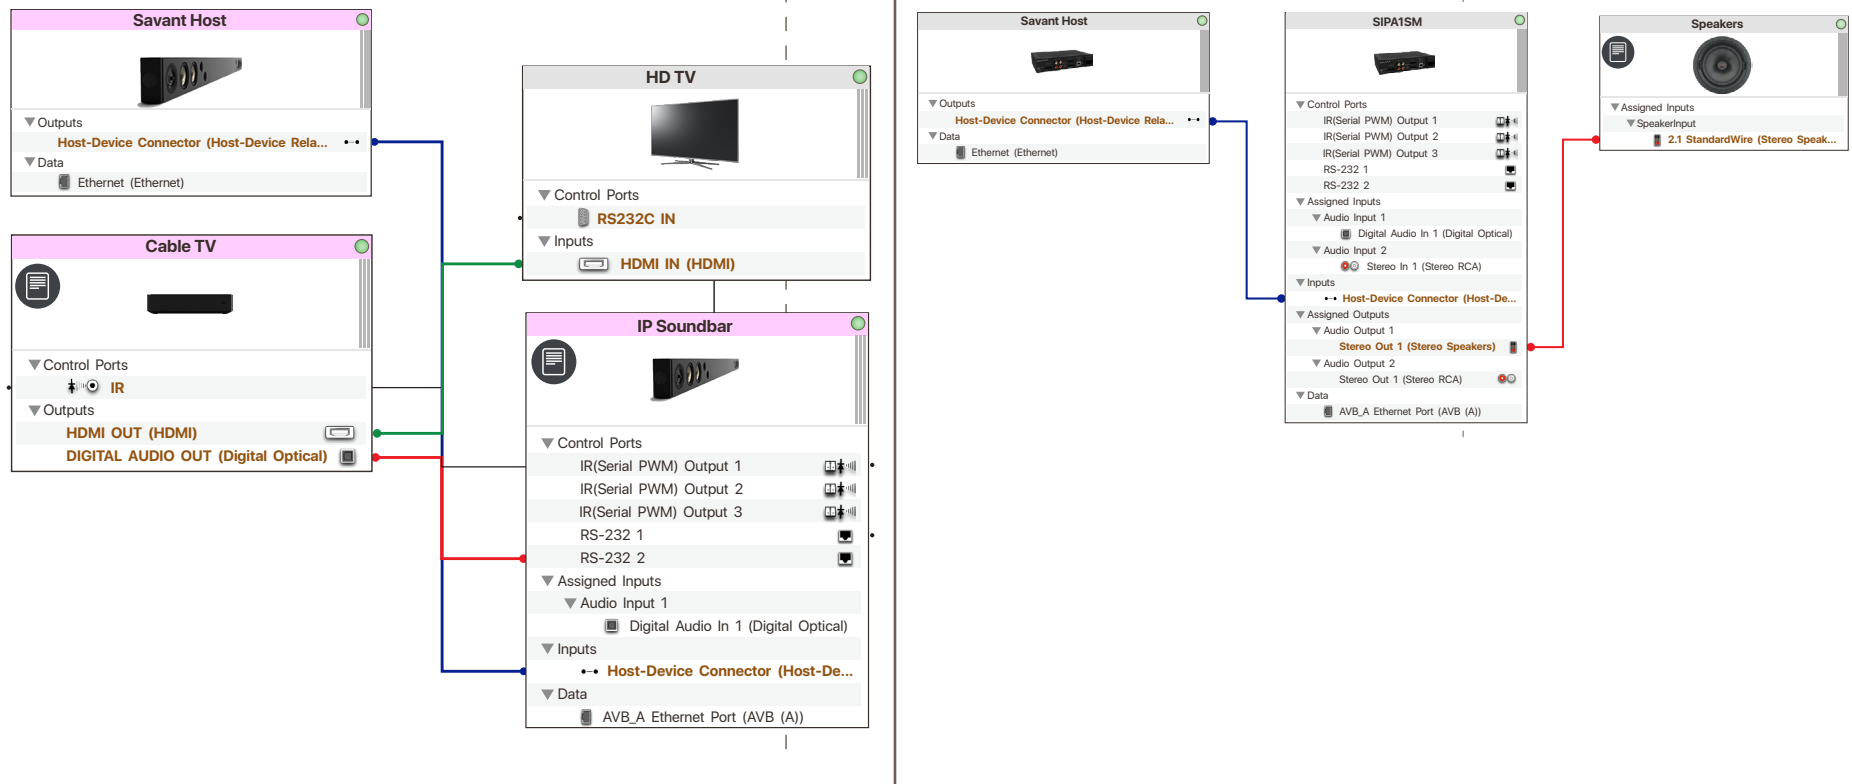 Savant Host
Outputs
Host-Device Connector (Host-Device Rela...
Data
Ethernet (Ethernet)
Cable TV
Control Ports
IR
Outputs
HDMI OUT (HDMI)
DIGITAL AUDIO OUT (Digital Optical)
HD TV
Control Ports
RS232C IN
Inputs
HDMI IN (HDMI)
IP Soundbar
Control Ports
IR(Serial PWM) Output 1
IR(Serial PWM) Output 2
IR(Serial PWM) Output 3
RS-232 1
RS-232 2
Assigned Inputs
Audio Input 1
Digital Audio In 1 (Digital Optical)
Inputs
Host-Device Connector (Host-De...
Data
AVB_A Ethernet Port (AVB (A))
Savant Host
Outputs
Host-Device Connector (Host-Device Rela...
Data
Ethernet (Ethernet)
SIPA1SM
Control Ports
IR(Serial PWM) Output 1
IR(Serial PWM) Output 2
IR(Serial PWM) Output 3
RS-232 1
RS-232 2
Assigned Inputs
Audio Input 1
Digital Audio In 1 (Digital Optical)
Audio Input 2
Stereo In 1 (Stereo RCA)
Inputs
Host-Device Connector (Host-De...
Assigned Outputs
Audio Output 1
Stereo Out 1 (Stereo Speakers)
Audio Output 2
Stereo Out 1 (Stereo RCA)
Data
AVB_A Ethernet Port (AVB (A))
Speakers
Assigned Inputs
SpeakerInput
2.1 StandardWire (Stereo Speak...